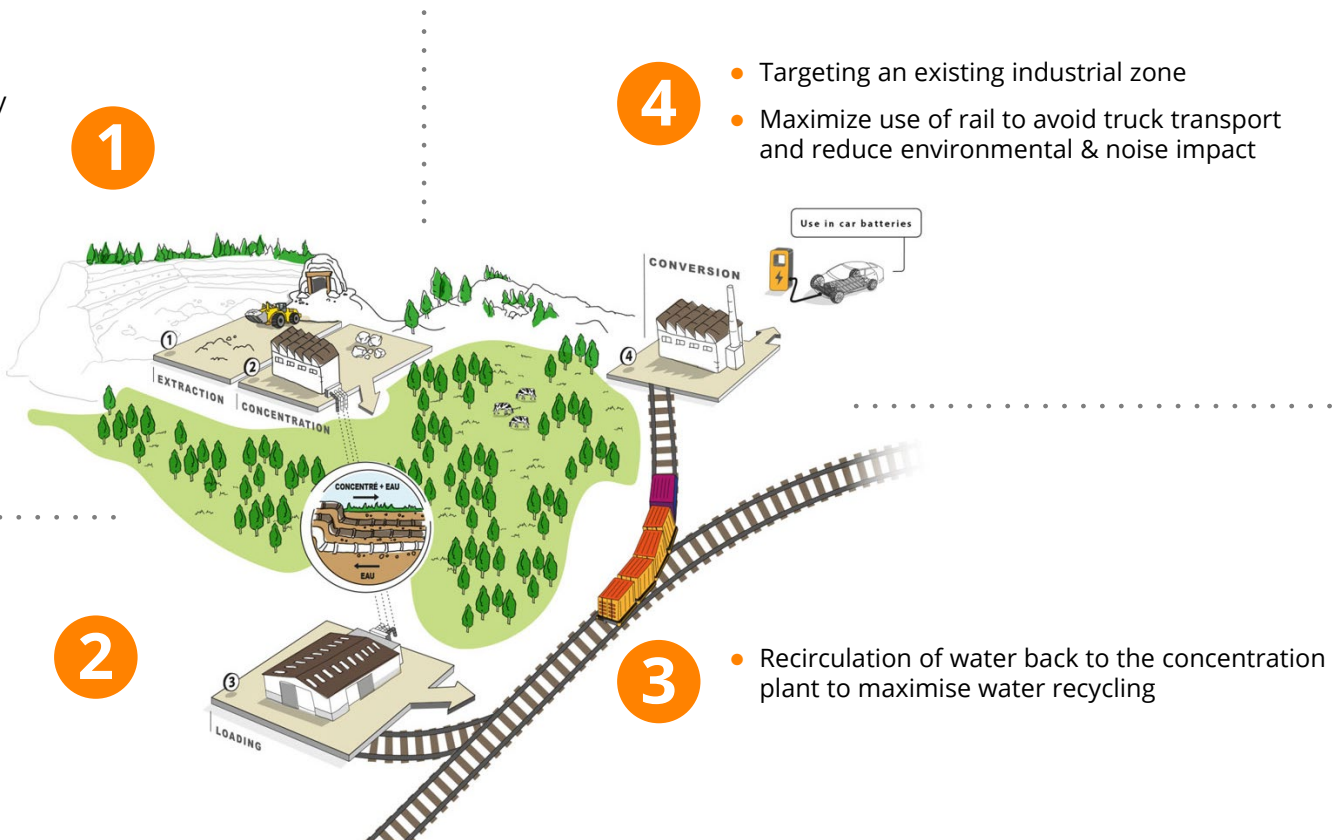 1
4
● Targeting an existing industrial zone
● Maximize use of rail to avoid truck transport
and reduce environmental & noise impact
Use in car batteries
CONVERSION
1
2
4
EXTRACTION
CONCENTRATION
CONCENTRÉ + EAU
EAU
2
3
LOADING
3
● Recirculation of water back to the concentration
plant to maximise water recycling